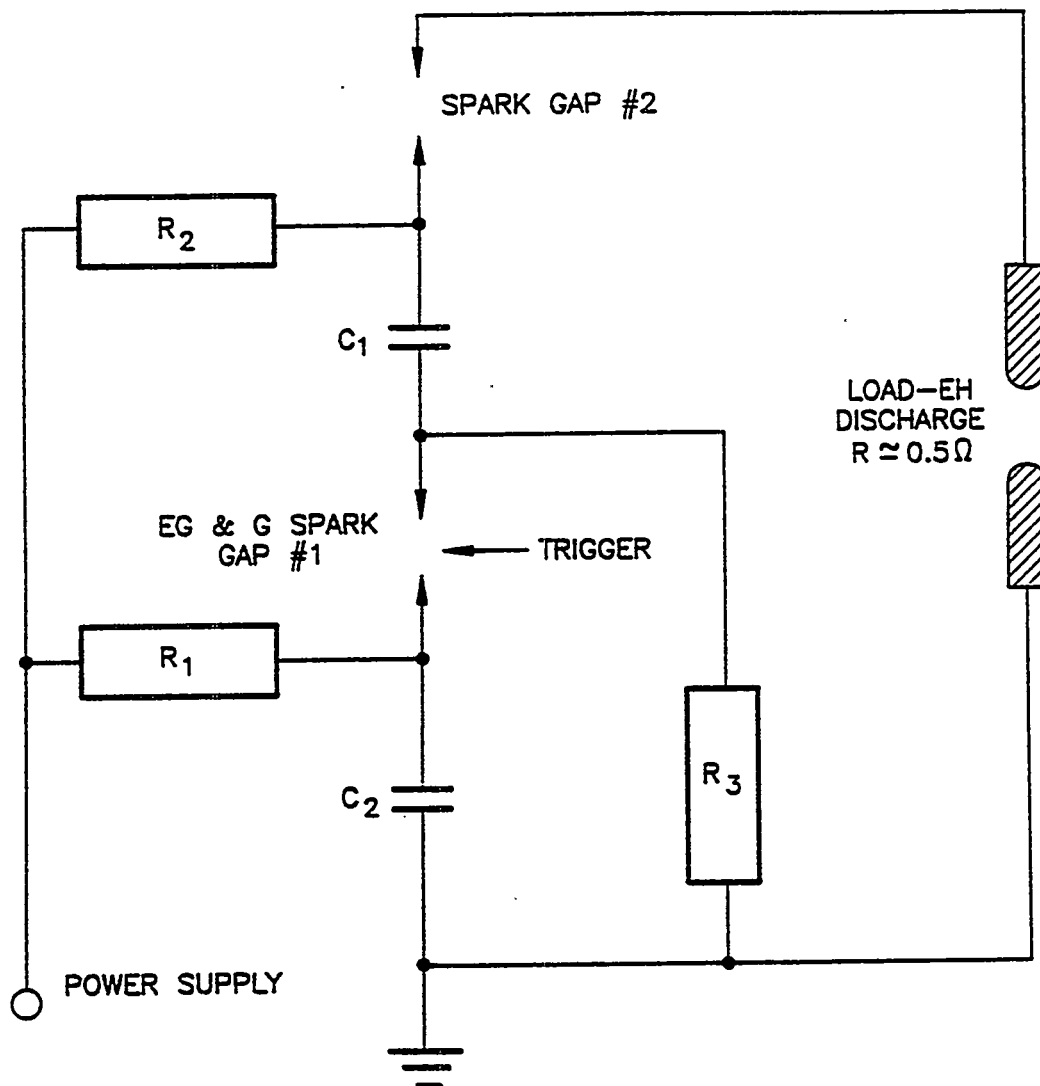 SPARK GAP #2
R2
C1
LOAD-EH
DISCHARGE
R ≃ 0.5Ω
EG & G SPARK
GAP #1
TRIGGER
R1
R3
C2
POWER SUPPLY